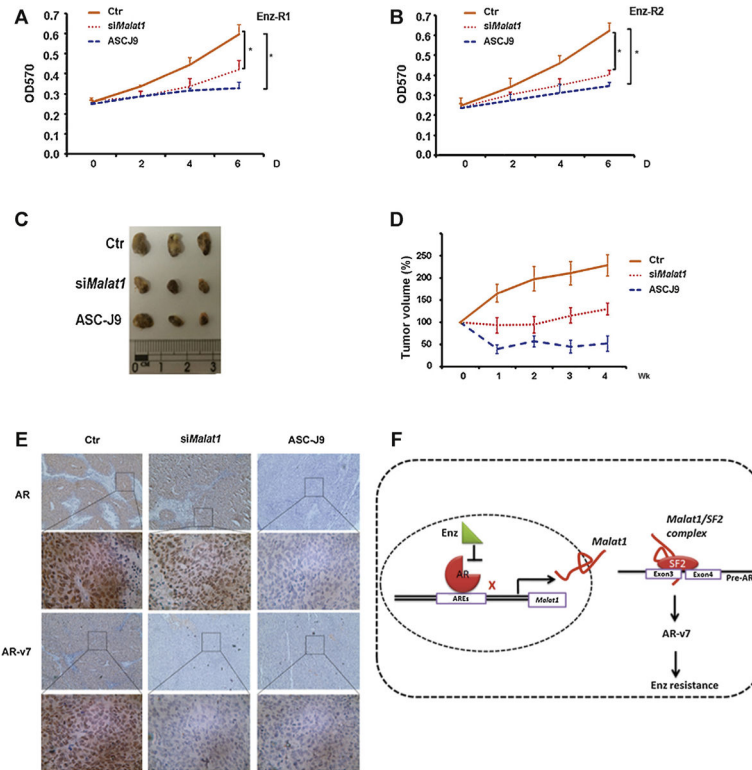 A
Ctr
siMalat1
ASCJ9
Enz-R1
OD570
0.7
0.6
0.5
0.4
0.3
0.2
0.1
0.0
*
*
0 2 4 6 D
B
Ctr
siMalat1
ASCJ9
Enz-R2
OD570
0.7
0.6
0.5
0.4
0.3
0.2
0.1
0.0
*
*
0 2 4 6 D
C
Ctr
siMalat1
ASC-J9
0 CM 1 2 3
D
Tumor volume (%)
250
200
150
100
50
0
Ctr
siMalat1
ASCJ9
0 1 2 3 4 Wk
E
Ctr siMalat1 ASC-J9
AR
AR-v7
F
Enz
AR
X
AREs
Malat1
Malat1
Malat1/SF2
complex
SF2
Exon3 Exon4
Pre-AR
AR-v7
Enz resistance